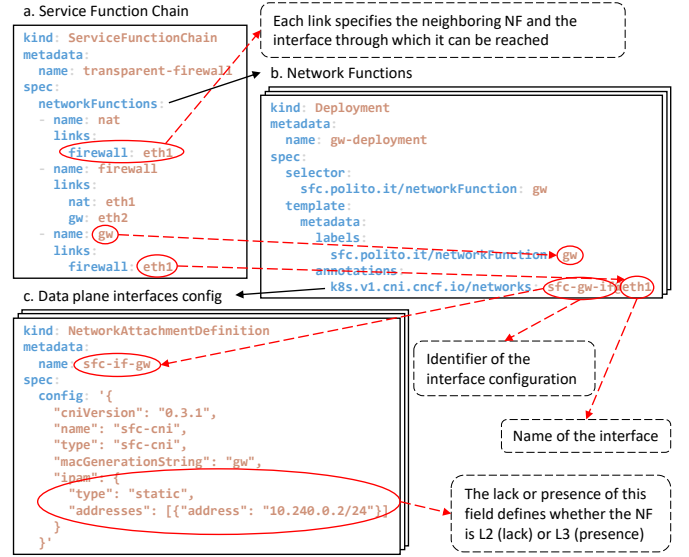 a. Service Function Chain
kind: ServiceFunctionChain
metadata:
name: transparent-firewall
spec:
networkFunctions:
- name: nat
links:
firewall: eth1
- name: firewall
links:
nat: eth1
gw: eth2
- name: gw
links:
firewall: eth1
Each link specifies the neighboring NF and the
interface through which it can be reached
b. Network Functions
kind: Deployment
metadata:
name: gw-deployment
spec:
selector:
sfc.polito.it/networkFunction: gw
template:
metadata:
labels:
sfc.polito.it/networkFunction: gw
annotations:
k8s.v1.cni.cncf.io/networks: sfc-gw-if eth1
c. Data plane interfaces config
kind: NetworkAttachmentDefinition
metadata:
name: sfc-if-gw
spec:
config: '{
"cniVersion": "0.3.1",
"name": "sfc-cni",
"type": "sfc-cni",
"macGenerationString": "gw",
"ipam": {
"type": "static",
"addresses": [{"address": "10.240.0.2/24"}]
}
}'
Identifier of the
interface configuration
Name of the interface
The lack or presence of this
field defines whether the NF
is L2 (lack) or L3 (presence)